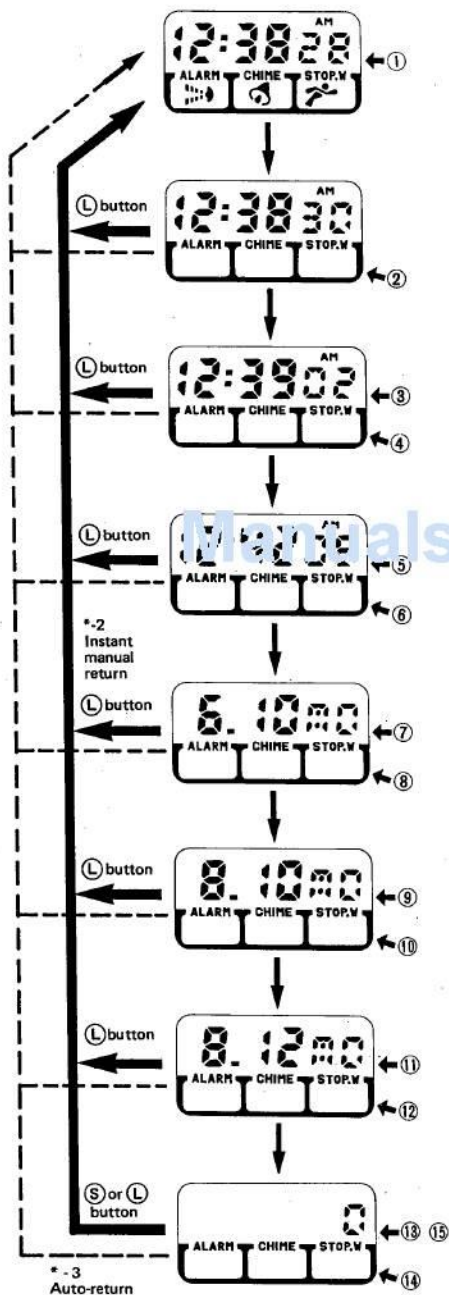 AM
12:38 28
①
ALARM CHIME STOP.W
AM
12:38 30
Ⓛ button
ALARM CHIME STOP.W
②
AM
12:39 02
Ⓛ button
③
ALARM CHIME STOP.W
④
Manuals
AM
Ⓛ button
⑤
ALARM CHIME STOP.W
⑥
*-2
Instant
manual
return
6. 10 mo
Ⓛ button
⑦
ALARM CHIME STOP.W
⑧
8. 10 mo
Ⓛ button
⑨
ALARM CHIME STOP.W
⑩
8. 12 mo
Ⓛ button
⑪
ALARM CHIME STOP.W
⑫
Ⓢ or Ⓛ
button
0
⑬ ⑮
ALARM CHIME STOP.W
⑭
*-3
Auto-return